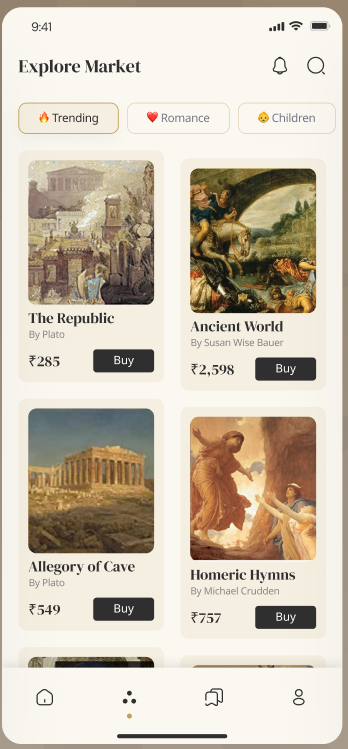 9:41
Explore Market
🔥 Trending
❤️ Romance
👶 Children
The Republic
By Plato
₹285
Buy
Ancient World
By Susan Wise Bauer
₹2,598
Buy
Allegory of Cave
By Plato
₹549
Buy
Homeric Hymns
By Michael Crudden
₹757
Buy